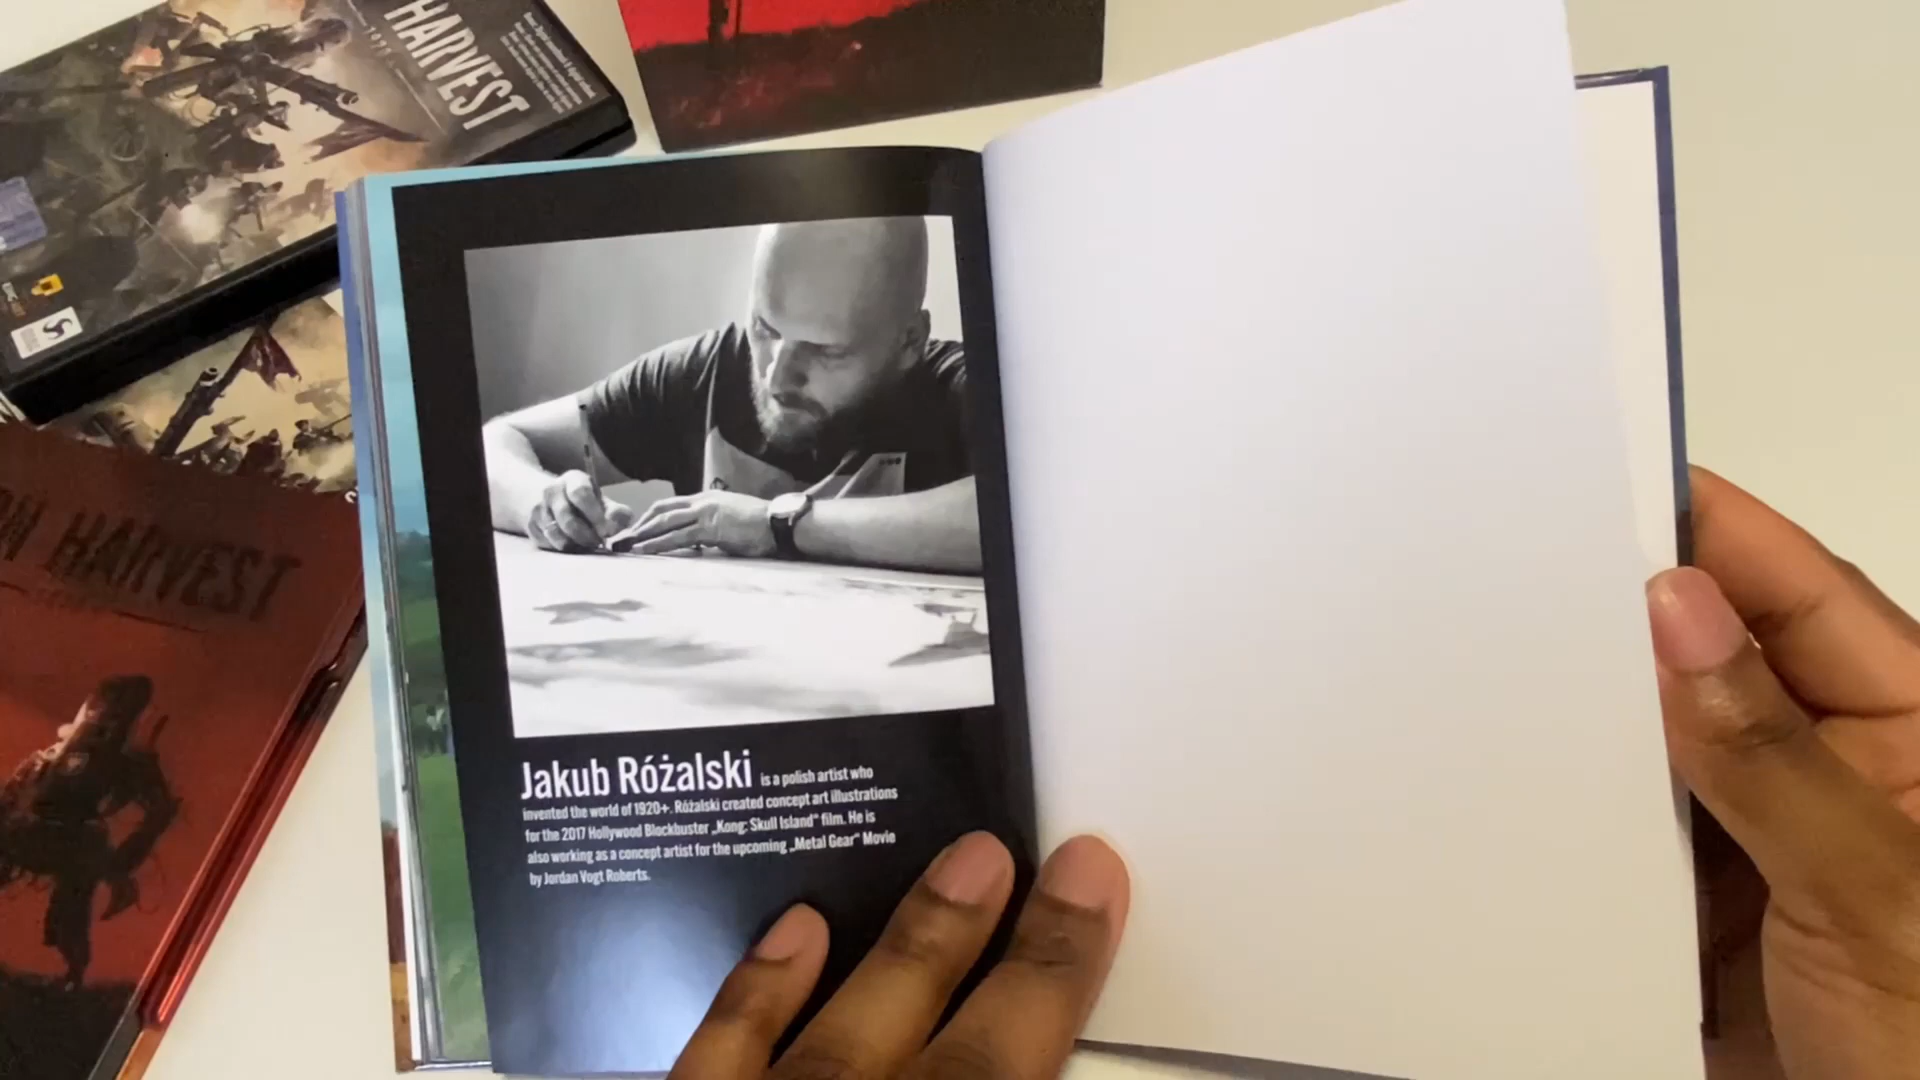 HARVEST
1920+
N HARVEST
Jakub Różalski is a polish artist who
invented the world of 1920+. Różalski created concept art illustrations
for the 2017 Hollywood Blockbuster „Kong: Skull Island“ film. He is
also working as a concept artist for the upcoming „Metal Gear“ Movie
by Jordan Vogt Roberts.